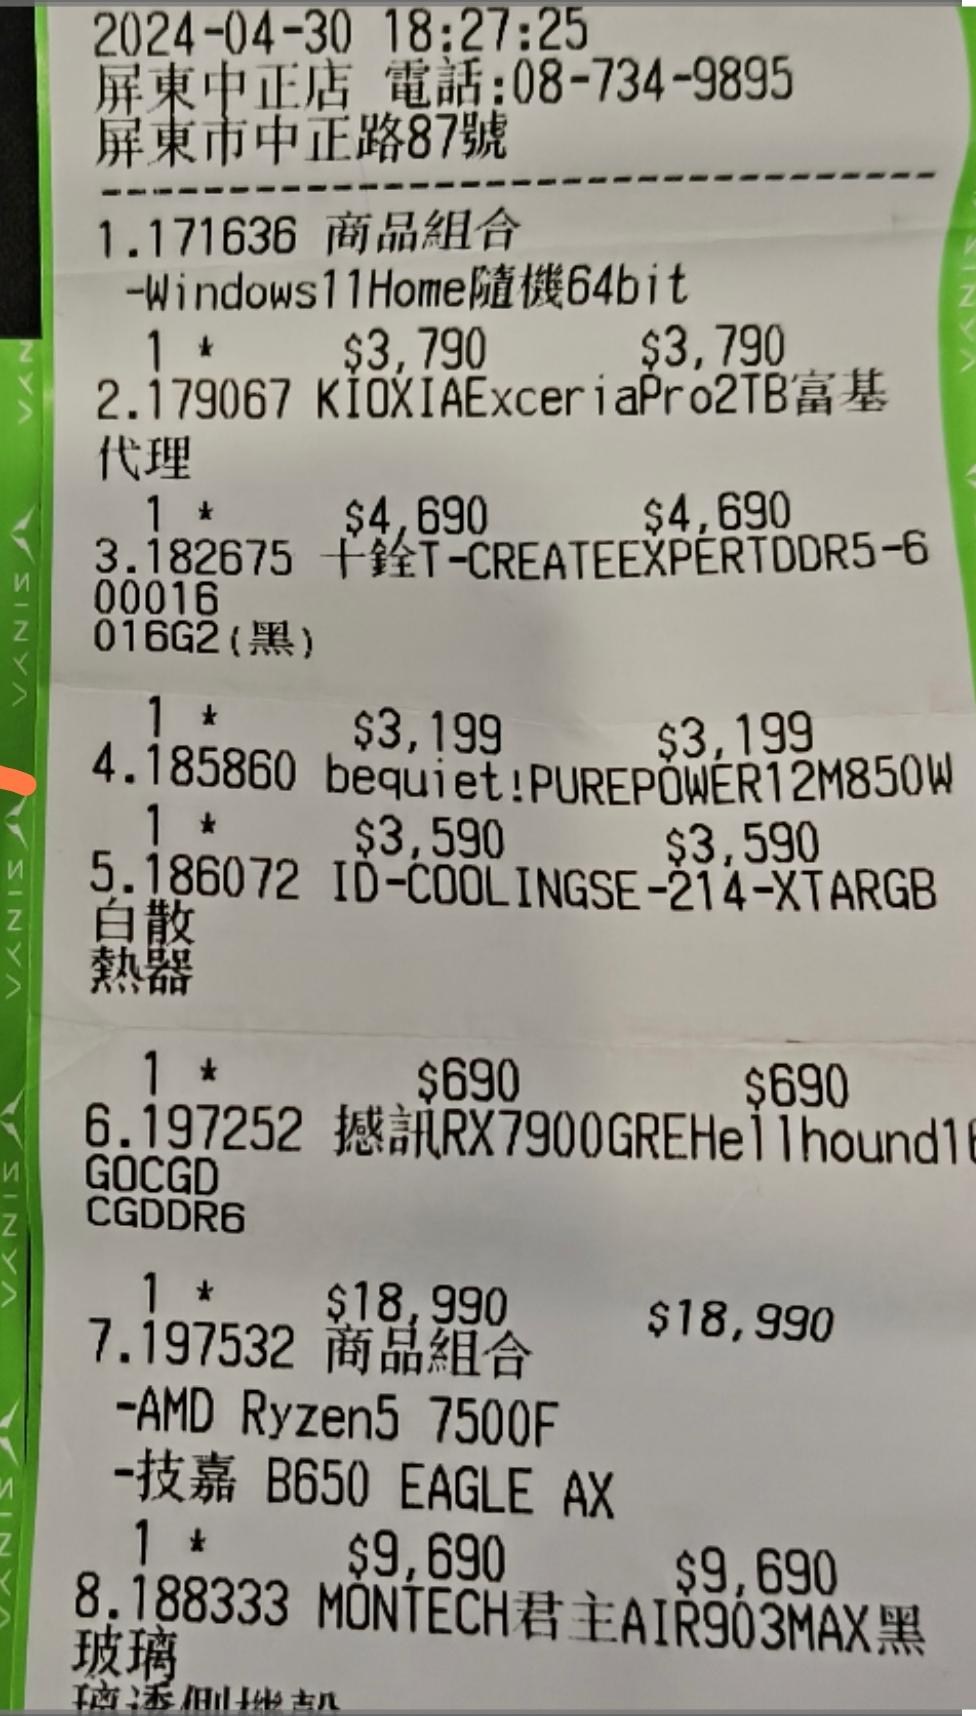 2024-04-30 18:27:25
屏東中正店 電話:08-734-9895
屏東市中正路87號
--------------------------------
1.171636 商品組合
-Windows11Home隨機64bit
1 * $3,790 $3,790
2.179067 KIOXIAExceriaPro2TB富基
代理
1 * $4,690 $4,690
3.182675 十銓T-CREATEEXPERTDDR5-6
00016
016G2(黑)
1 * $3,199 $3,199
4.185860 bequiet!PUREPOWER12M850W
1 * $3,590 $3,590
5.186072 ID-COOLINGSE-214-XTARGB
白散
熱器
1 * $690 $690
6.197252 撼訊RX7900GREHellhound16
GOCGD
CGDDR6
1 * $18,990 $18,990
7.197532 商品組合
-AMD Ryzen5 7500F
-技嘉 B650 EAGLE AX
1 * $9,690 $9,690
8.188333 MONTECH君主AIR903MAX黑
玻璃
璃透側機殼